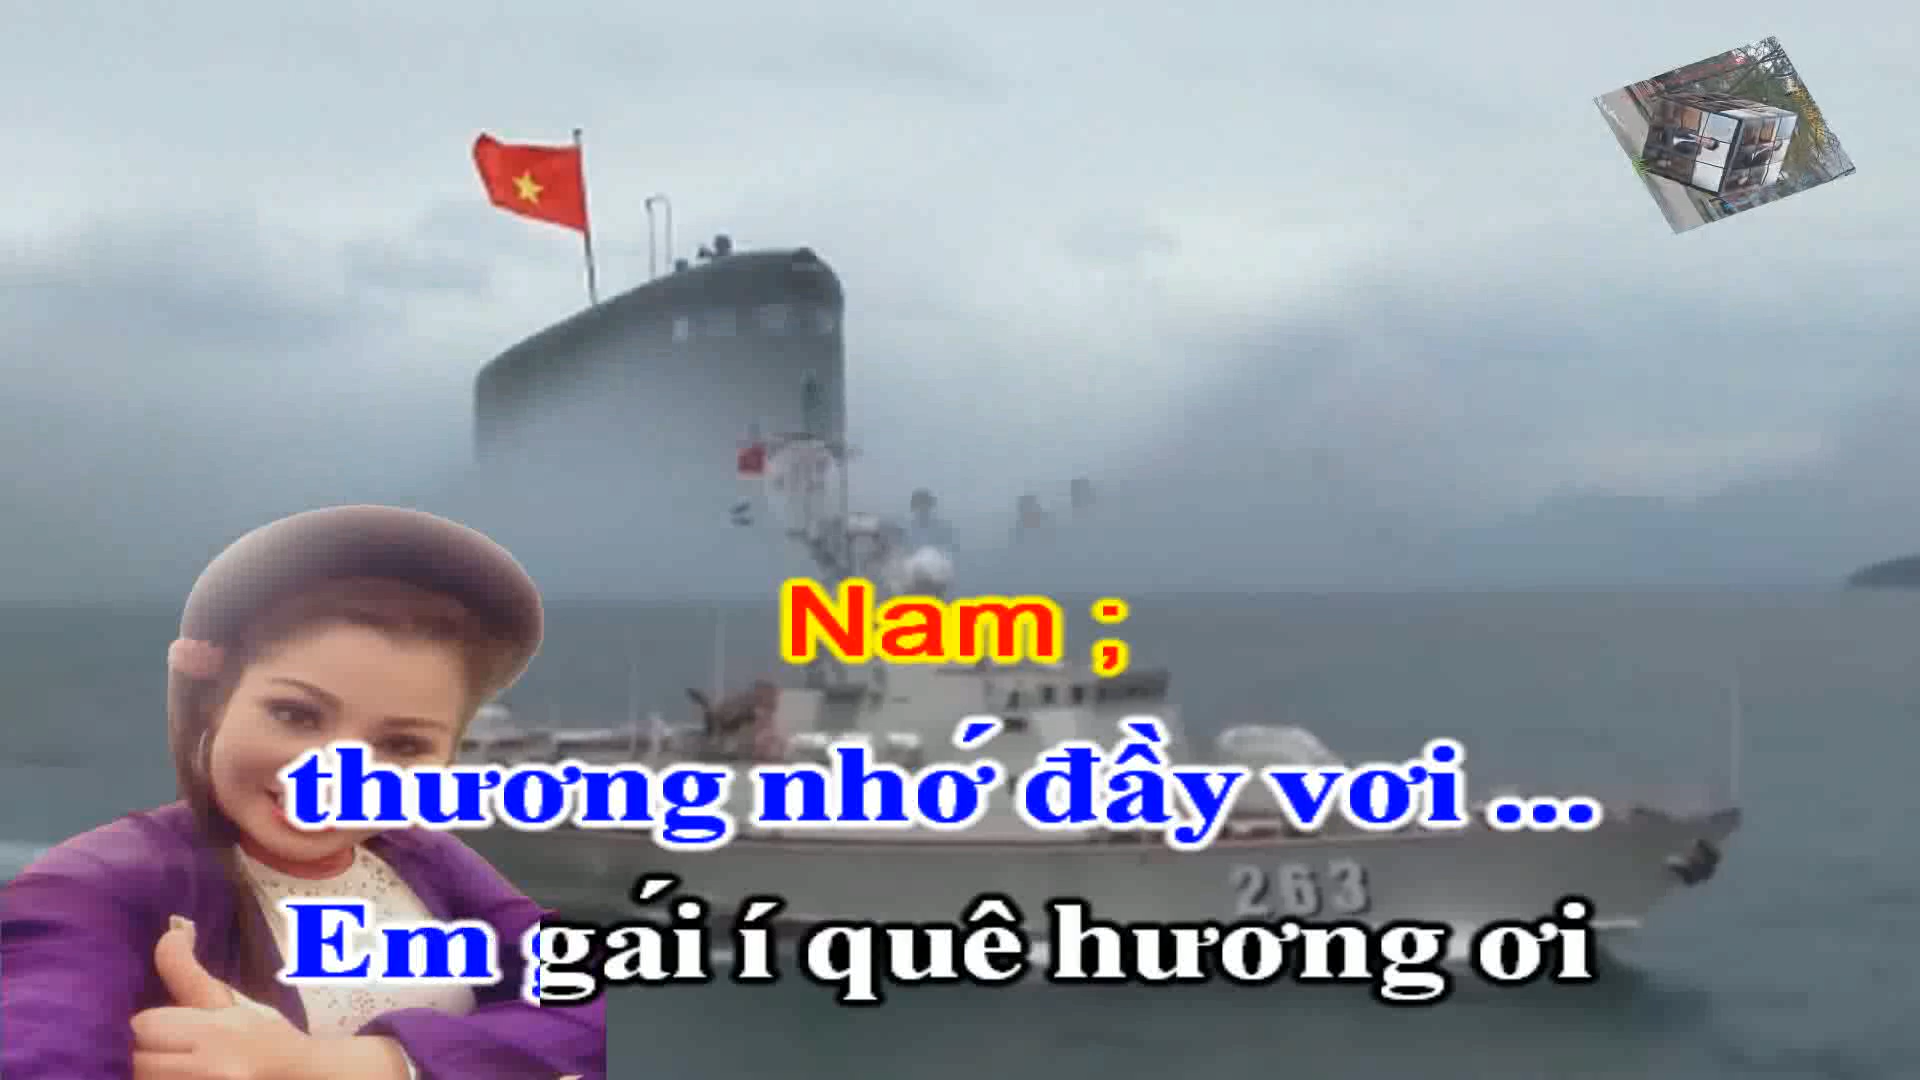 Nam ;
thương nhớ đầy vơi ...
Em gái í quê hương ơi
263